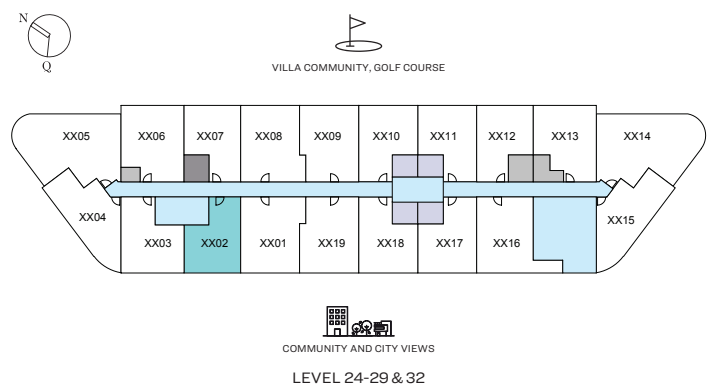 N
Q
VILLA COMMUNITY, GOLF COURSE
XX05 XX06 XX07 XX08 XX09 XX10 XX11 XX12 XX13 XX14
XX04 XX03 XX02 XX01 XX19 XX18 XX17 XX16 XX15
COMMUNITY AND CITY VIEWS
LEVEL 24-29 & 32